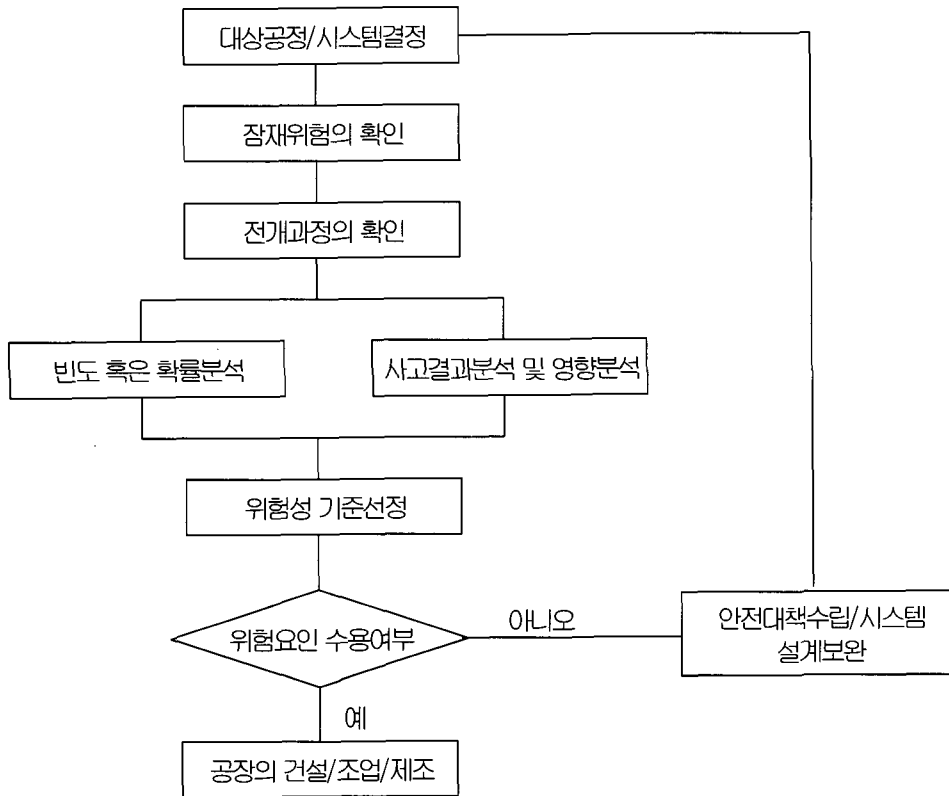 대상공정/시스템결정
잠재위험의 확인
전개과정의 확인
빈도 혹은 확률분석
사고결과분석 및 영향분석
위험성 기준선정
위험요인 수용여부
아니오
안전대책수립/시스템
설계보완
예
공장의 건설/조업/제조